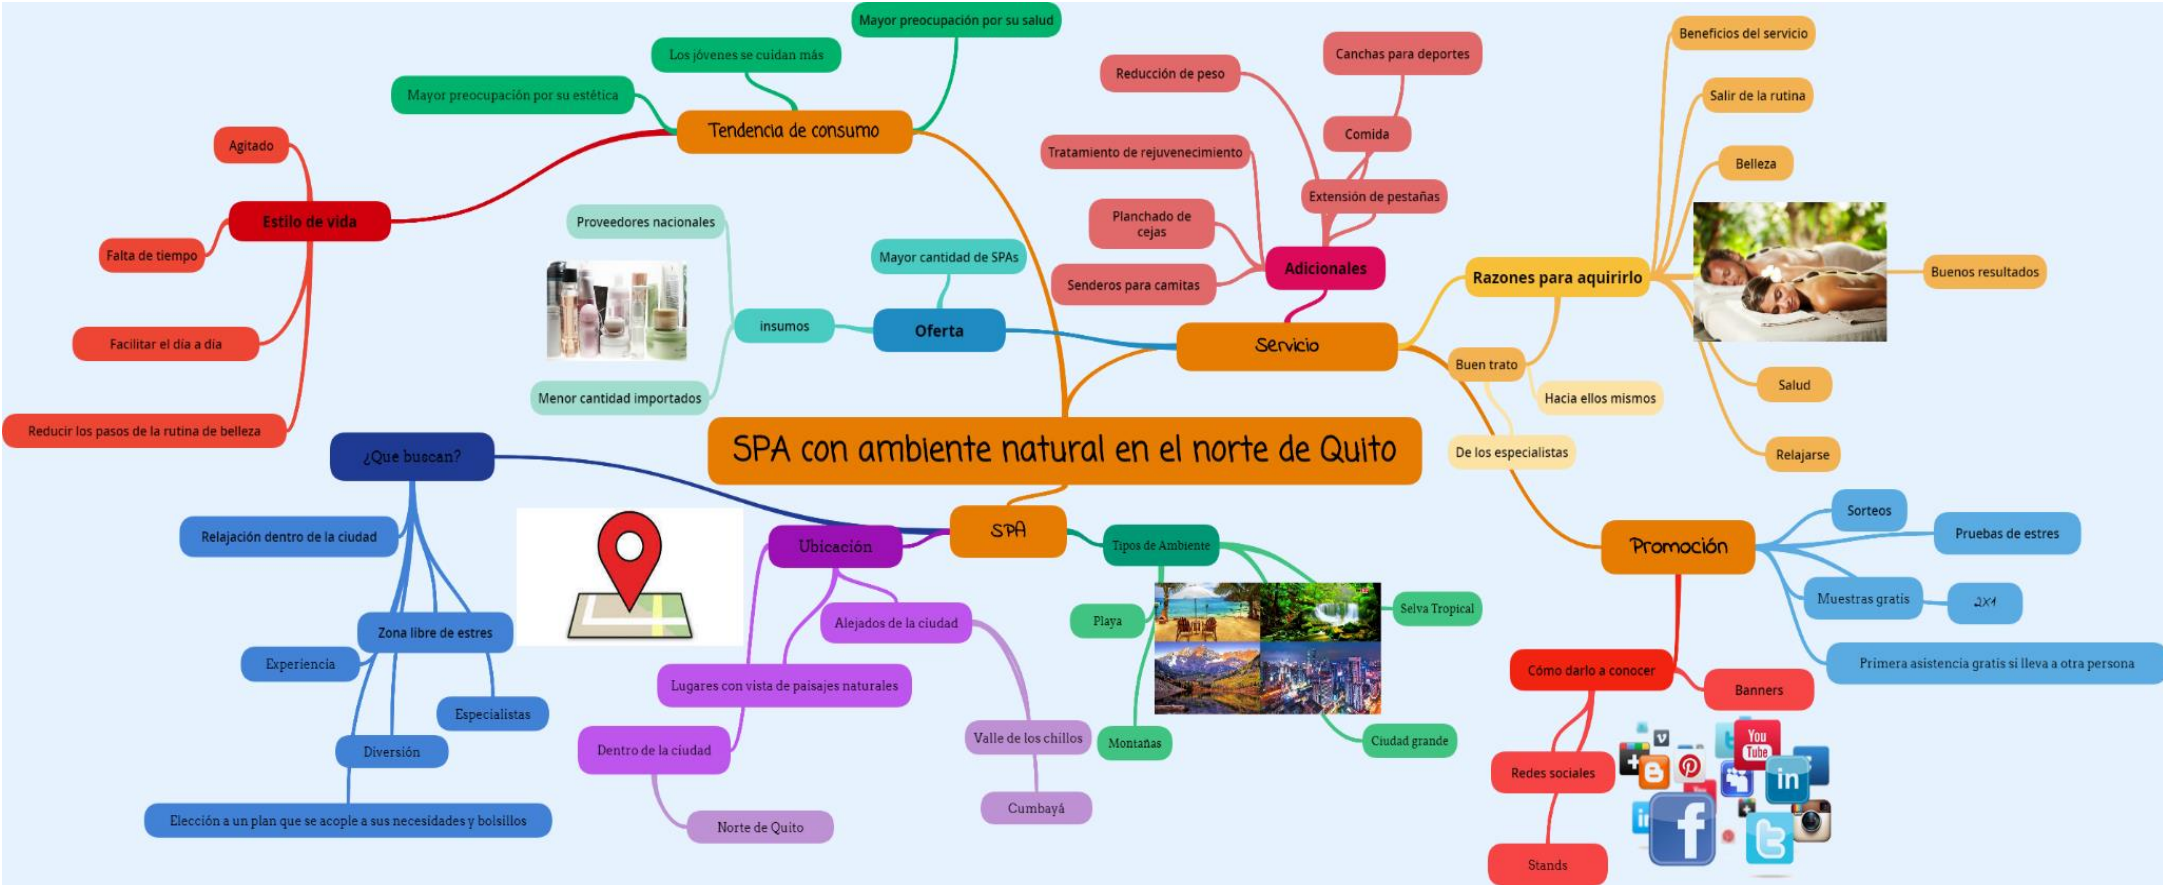 Mayor preocupación por su salud
Los jóvenes se cuidan más
Mayor preocupación por su estética
Tendencia de consumo
Agitado
Estilo de vida
Falta de tiempo
Facilitar el día a día
Reducir los pasos de la rutina de belleza
Proveedores nacionales
Mayor cantidad de SPAs
insumos
Oferta
Menor cantidad importados
Reducción de peso
Canchas para deportes
Comida
Tratamiento de rejuvenecimiento
Extensión de pestañas
Planchado de
cejas
Senderos para camitas
Adicionales
Servicio
Beneficios del servicio
Salir de la rutina
Belleza
Razones para aquirirlo
Buenos resultados
Buen trato
Hacia ellos mismos
De los especialistas
Salud
Relajarse
SPA con ambiente natural en el norte de Quito
¿Que buscan?
Relajación dentro de la ciudad
Zona libre de estres
Experiencia
Especialistas
Diversión
Elección a un plan que se acople a sus necesidades y bolsillos
SPA
Ubicación
Alejados de la ciudad
Lugares con vista de paisajes naturales
Dentro de la ciudad
Norte de Quito
Valle de los chillos
Cumbayá
Tipos de Ambiente
Playa
Selva Tropical
Montañas
Ciudad grande
Promoción
Sorteos
Pruebas de estres
Muestras gratis
2X1
Primera asistencia gratis si lleva a otra persona
Cómo darlo a conocer
Banners
Redes sociales
Stands
You
Tube
in
f
t